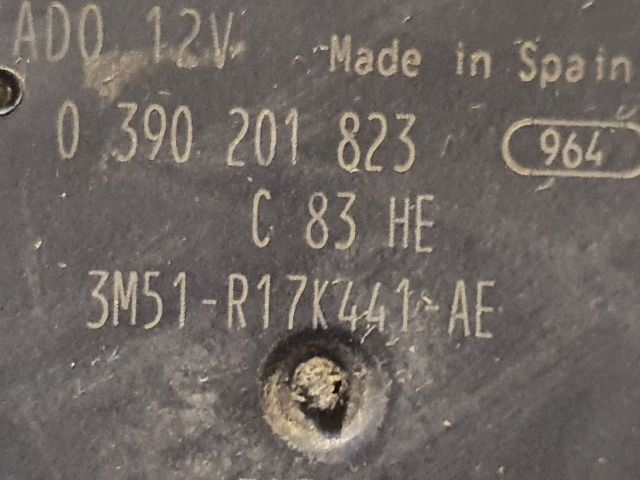 ADO 12V Made in Spain
0 390 201 823 964
C 83 HE
3M51-R17K441-AE